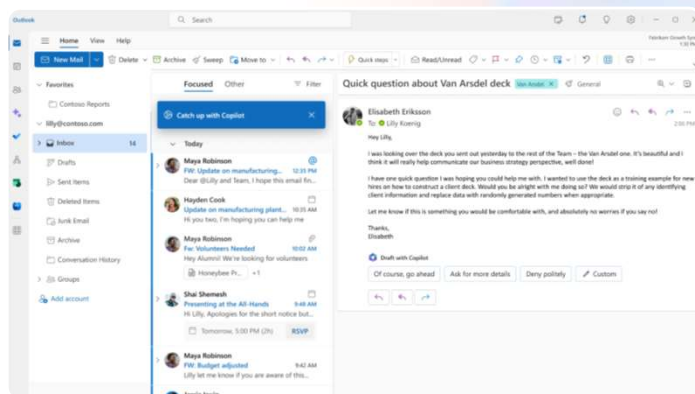 Outlook
Search
Home View Help
New Mail Delete Archive Sweep Move to Quick steps Read/Unread
Favorites
Contoso Reports
lilly@contoso.com
Inbox 14
Drafts
Sent Items
Deleted Items
Junk Email
Archive
Conversation History
Groups
Add account
Focused Other Filter
Catch up with Copilot
Today
Maya Robinson
FW: Update on manufacturing... 12:35 PM
Dear @Lilly and Team, I hope this email fin...
Hayden Cook
Update on manufacturing plant... 10:35 AM
Hi you two, I'm hoping you can help me
Maya Robinson
Fw: Volunteers Needed 10:02 AM
Hey Alumni! We're looking for volunteers
Honeybee Pr... +1
Shai Shemesh
Presenting at the All-Hands 9:48 AM
Hi Lilly, Apologies for the short notice but...
Tomorrow, 5:00 PM (2h) RSVP
Maya Robinson
FW: Budget adjusted 9:42 AM
Lilly let me know if you are aware of this...
Quick question about Van Arsdel deck Van Arsdel General
Elisabeth Eriksson
To: Lilly Koenig
2:00 PM
Hey Lilly,
I was looking over the deck you sent out yesterday to the rest of the Team – the Van Arsdel one. It's beautiful and I
think it will really help communicate our business strategy perspective, well done!
I have one quick question I was hoping you could help me with. I wanted to use the deck as a training example for new
hires on how to construct a client deck. Would you be alright with me doing so? We would strip it of any identifying
client information and replace data with randomly generated numbers when appropriate.
Let me know if this is something you would be comfortable with, and absolutely no worries if you say no!
Thanks,
Elisabeth
Draft with Copilot
Of course, go ahead Ask for more details Deny politely Custom